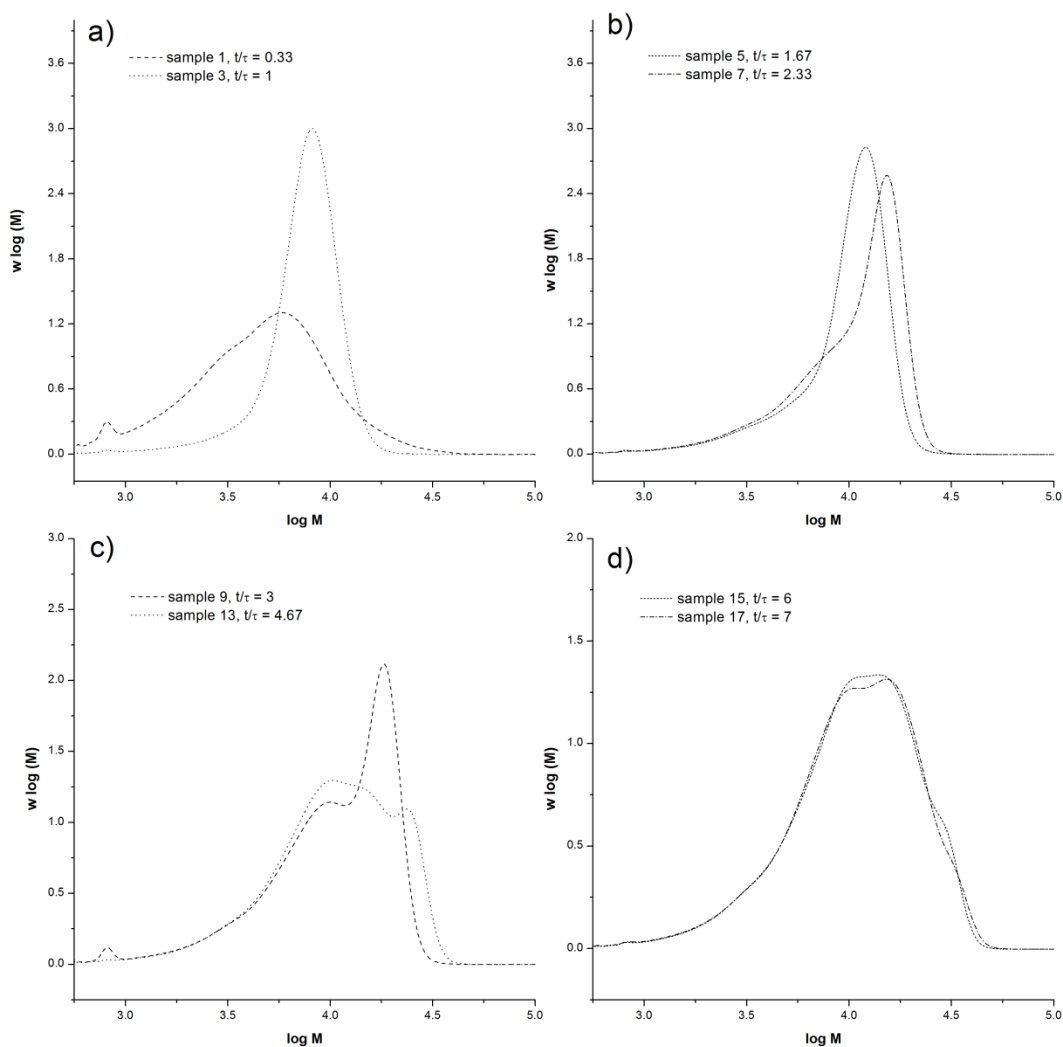 a)
sample 1, t/τ = 0.33
sample 3, t/τ = 1
3.6
3.0
2.4
1.8
1.2
0.6
0.0
w log (M)
3.0 3.5 4.0 4.5 5.0
log M
b)
sample 5, t/τ = 1.67
sample 7, t/τ = 2.33
3.6
3.0
2.4
1.8
1.2
0.6
0.0
w log (M)
3.0 3.5 4.0 4.5 5.0
log M
c)
sample 9, t/τ = 3
sample 13, t/τ = 4.67
3.0
2.5
2.0
1.5
1.0
0.5
0.0
w log (M)
3.0 3.5 4.0 4.5 5.0
log M
d)
sample 15, t/τ = 6
sample 17, t/τ = 7
2.0
1.5
1.0
0.5
0.0
w log (M)
3.0 3.5 4.0 4.5 5.0
log M